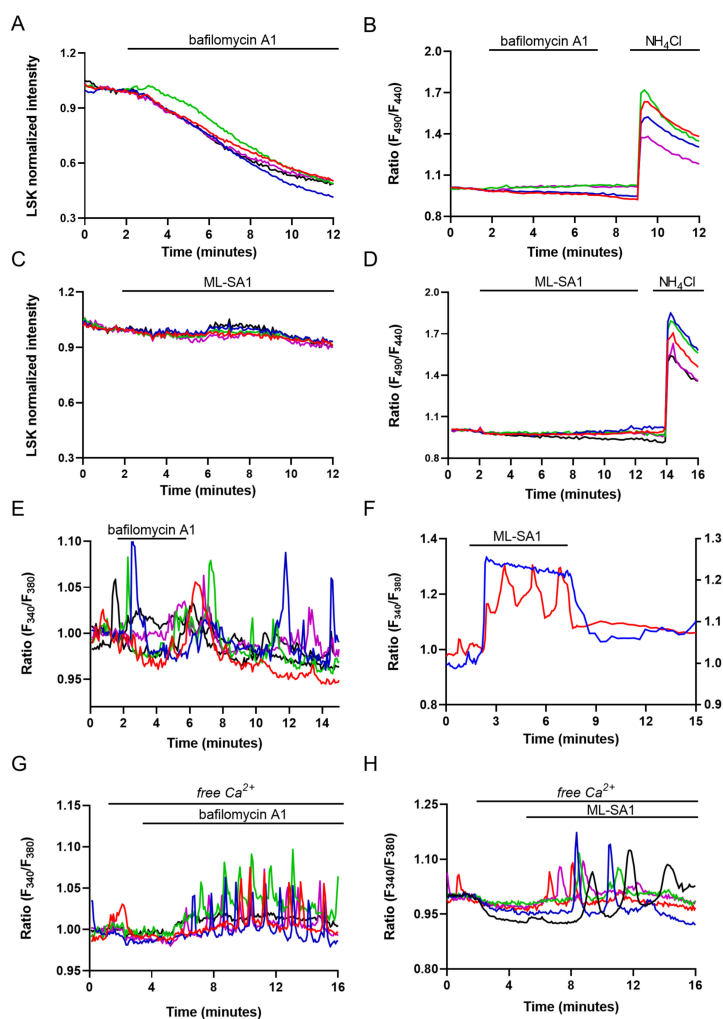 A
bafilomycin A1
LSK normalized intensity
1.2
0.9
0.6
0.3
0 2 4 6 8 10 12
Time (minutes)
B
bafilomycin A1 NH4Cl
Ratio (F490/F440)
2.0
1.7
1.4
1.1
0.8
0 2 4 6 8 10 12
Time (minutes)
C
ML-SA1
LSK normalized intensity
1.2
0.9
0.6
0.3
0 2 4 6 8 10 12
Time (minutes)
D
ML-SA1 NH4Cl
Ratio (F490/F440)
2.0
1.7
1.4
1.1
0.8
0 2 4 6 8 10 12 14 16
Time (minutes)
E
bafilomycin A1
Ratio (F340/F380)
1.10
1.05
1.00
0.95
0 2 4 6 8 10 12 14
Time (minutes)
F
ML-SA1
Ratio (F340/F380)
1.4
1.2
1.0
0.8
1.3
1.2
1.1
1.0
0.9
0 3 6 9 12 15
Time (minutes)
G
free Ca2+
bafilomycin A1
Ratio (F340/F380)
1.15
1.10
1.05
1.00
0.95
0 4 8 12 16
Time (minutes)
H
free Ca2+
ML-SA1
Ratio (F340/F380)
1.25
1.10
0.95
0.80
0 4 8 12 16
Time (minutes)